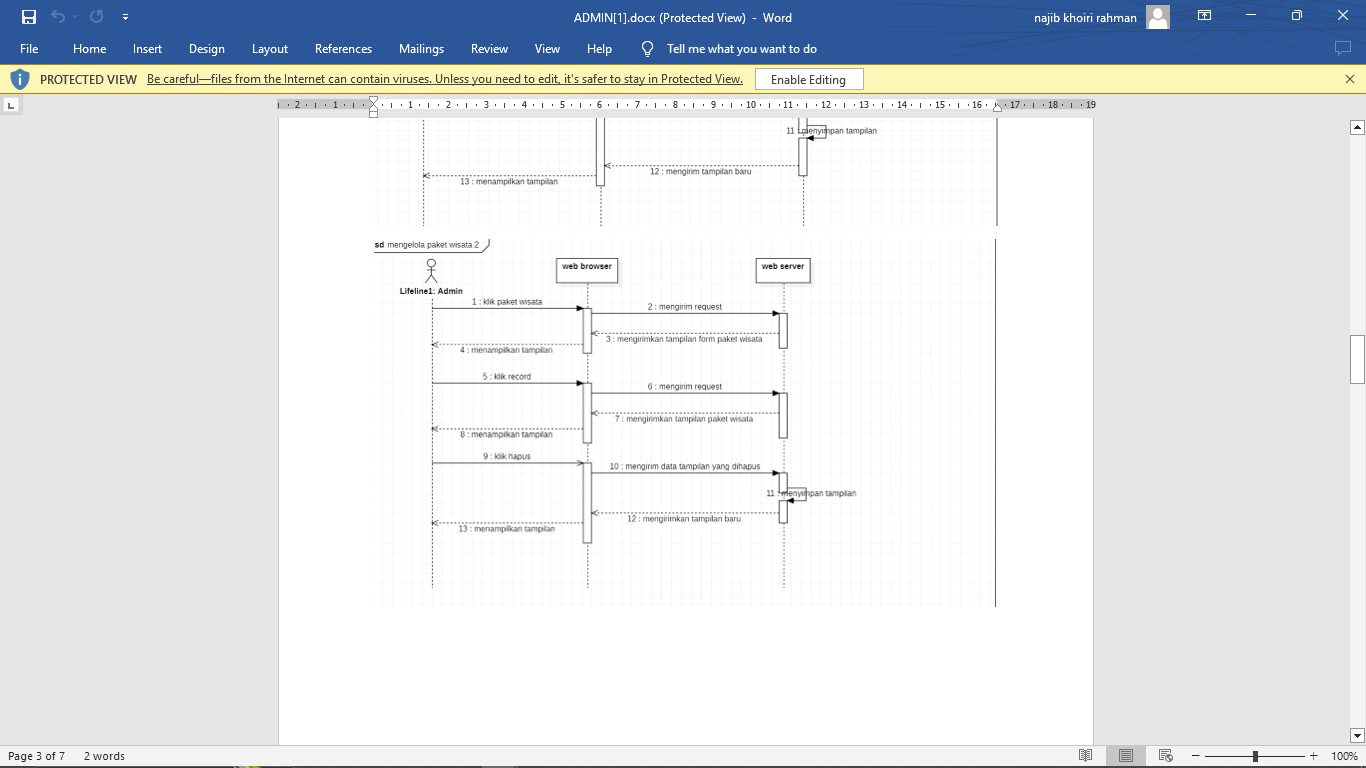 ADMIN[1].docx (Protected View) - Word
najib khoiri rahman
File Home Insert Design Layout References Mailings Review View Help Tell me what you want to do
PROTECTED VIEW Be careful—files from the Internet can contain viruses. Unless you need to edit, it's safer to stay in Protected View. Enable Editing
L
2 1 1 2 3 4 5 6 7 8 9 10 11 12 13 14 15 16 17 18 19
11 : menyimpan tampilan
12 : mengirim tampilan baru
13 : menampilkan tampilan
sd mengelola paket wisata 2
web browser
web server
Lifeline1: Admin
1 : klik paket wisata
2 : mengirim request
3 : mengirimkan tampilan form paket wisata
4 : menampilkan tampilan
5 : klik record
6 : mengirim request
7 : mengirimkan tampilan paket wisata
8 : menampilkan tampilan
9 : klik hapus
10 : mengirim data tampilan yang dihapus
11 : menyimpan tampilan
12 : mengirimkan tampilan baru
13 : menampilkan tampilan
Page 3 of 7 2 words
100%